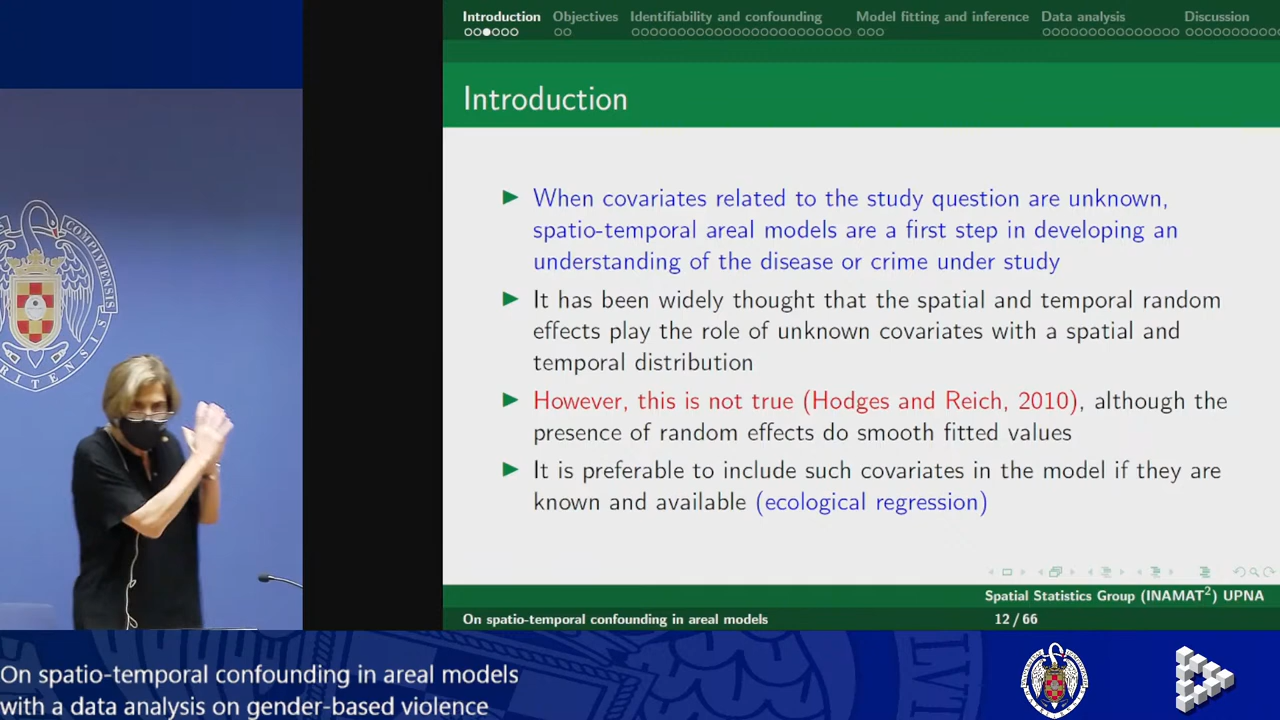 Introduction Objectives Identifiability and confounding Model fitting and inference Data analysis Discussion
Introduction
When covariates related to the study question are unknown,
spatio-temporal areal models are a first step in developing an
understanding of the disease or crime under study
It has been widely thought that the spatial and temporal random
effects play the role of unknown covariates with a spatial and
temporal distribution
However, this is not true (Hodges and Reich, 2010), although the
presence of random effects do smooth fitted values
It is preferable to include such covariates in the model if they are
known and available (ecological regression)
Spatial Statistics Group (INAMAT²) UPNA
On spatio-temporal confounding in areal models 12 / 66
On spatio-temporal confounding in areal models
with a data analysis on gender-based violence